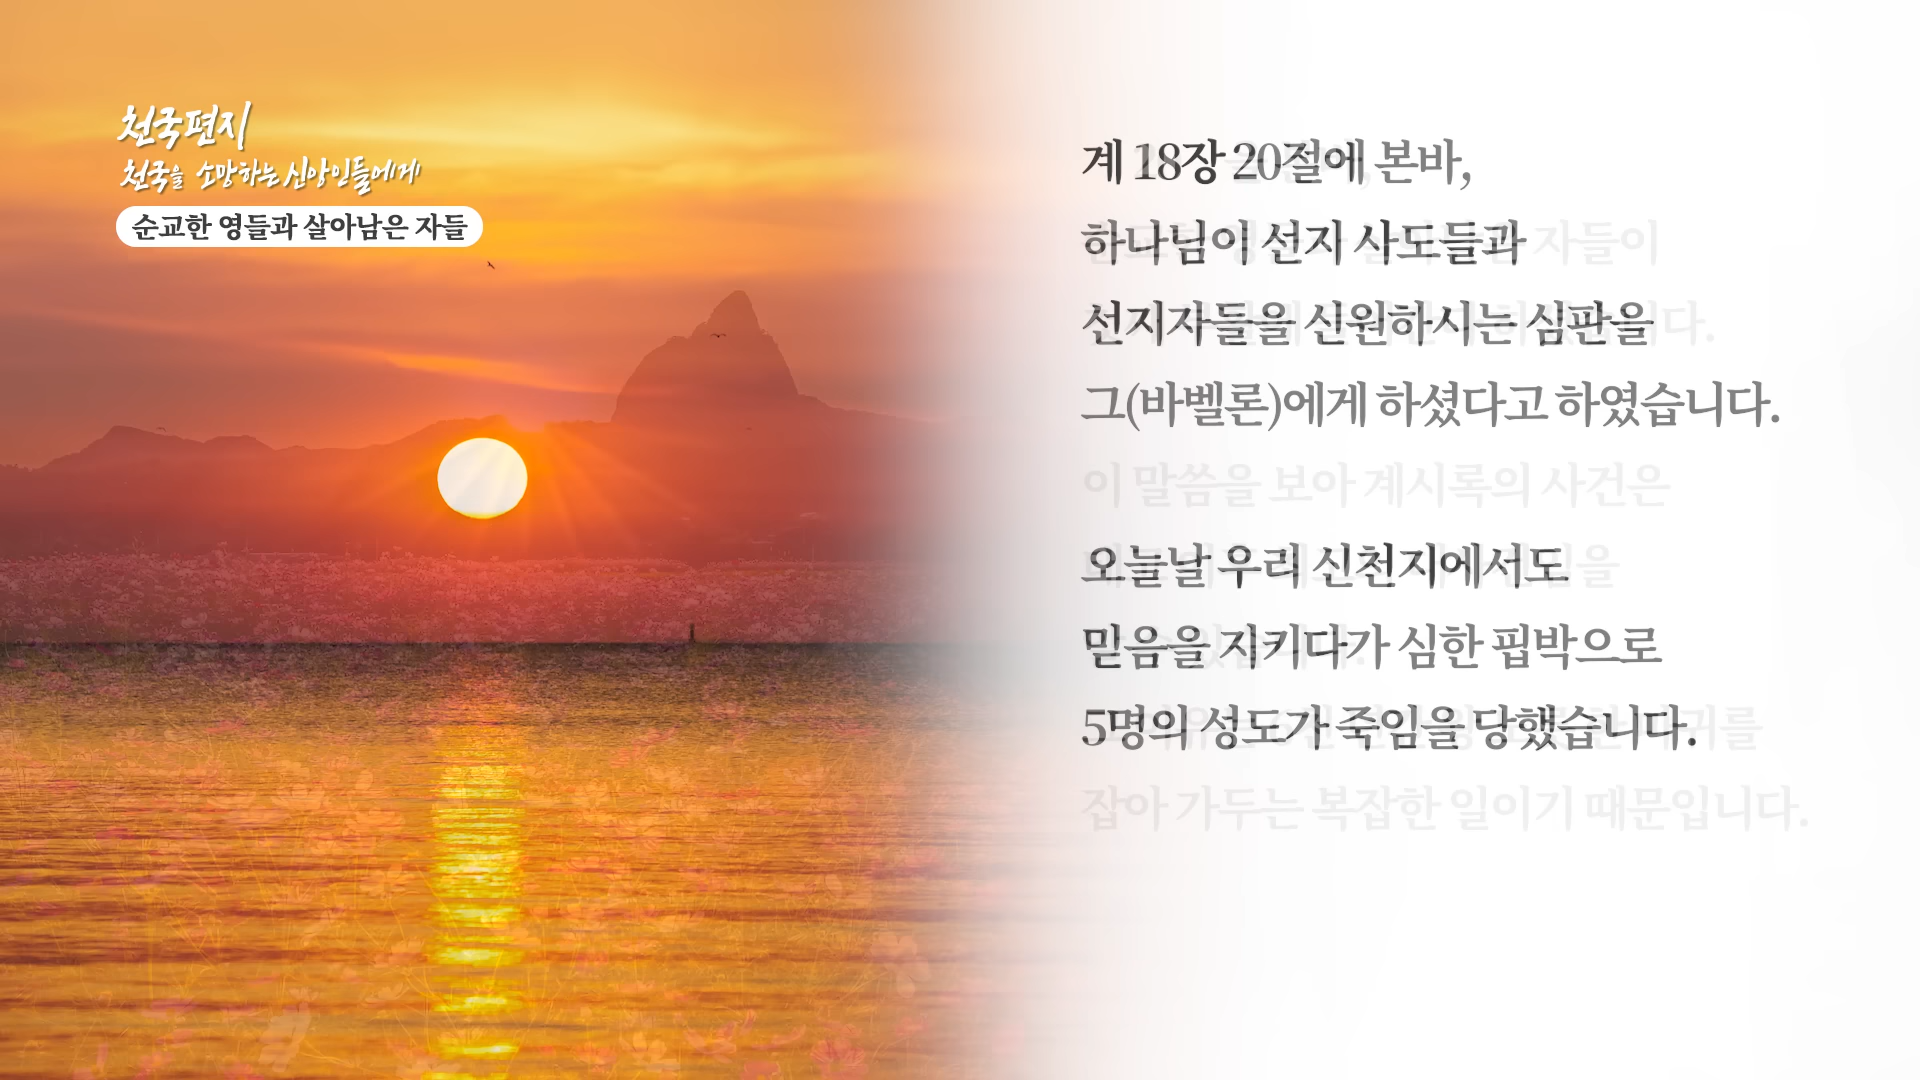 천국편지
천국을 소망하는 신앙인들에게
순교한 영들과 살아남은 자들
계 18장 20절에 본바,
하나님이 선지 사도들과
선지자들을 신원하시는 심판을
그(바벨론)에게 하셨다고 하였습니다.
이 말씀을 보아 계시록의 사건은
오늘날 우리 신천지에서도
믿음을 지키다가 심한 핍박으로
5명의 성도가 죽임을 당했습니다.
잡아 가두는 복잡한 일이기 때문입니다.